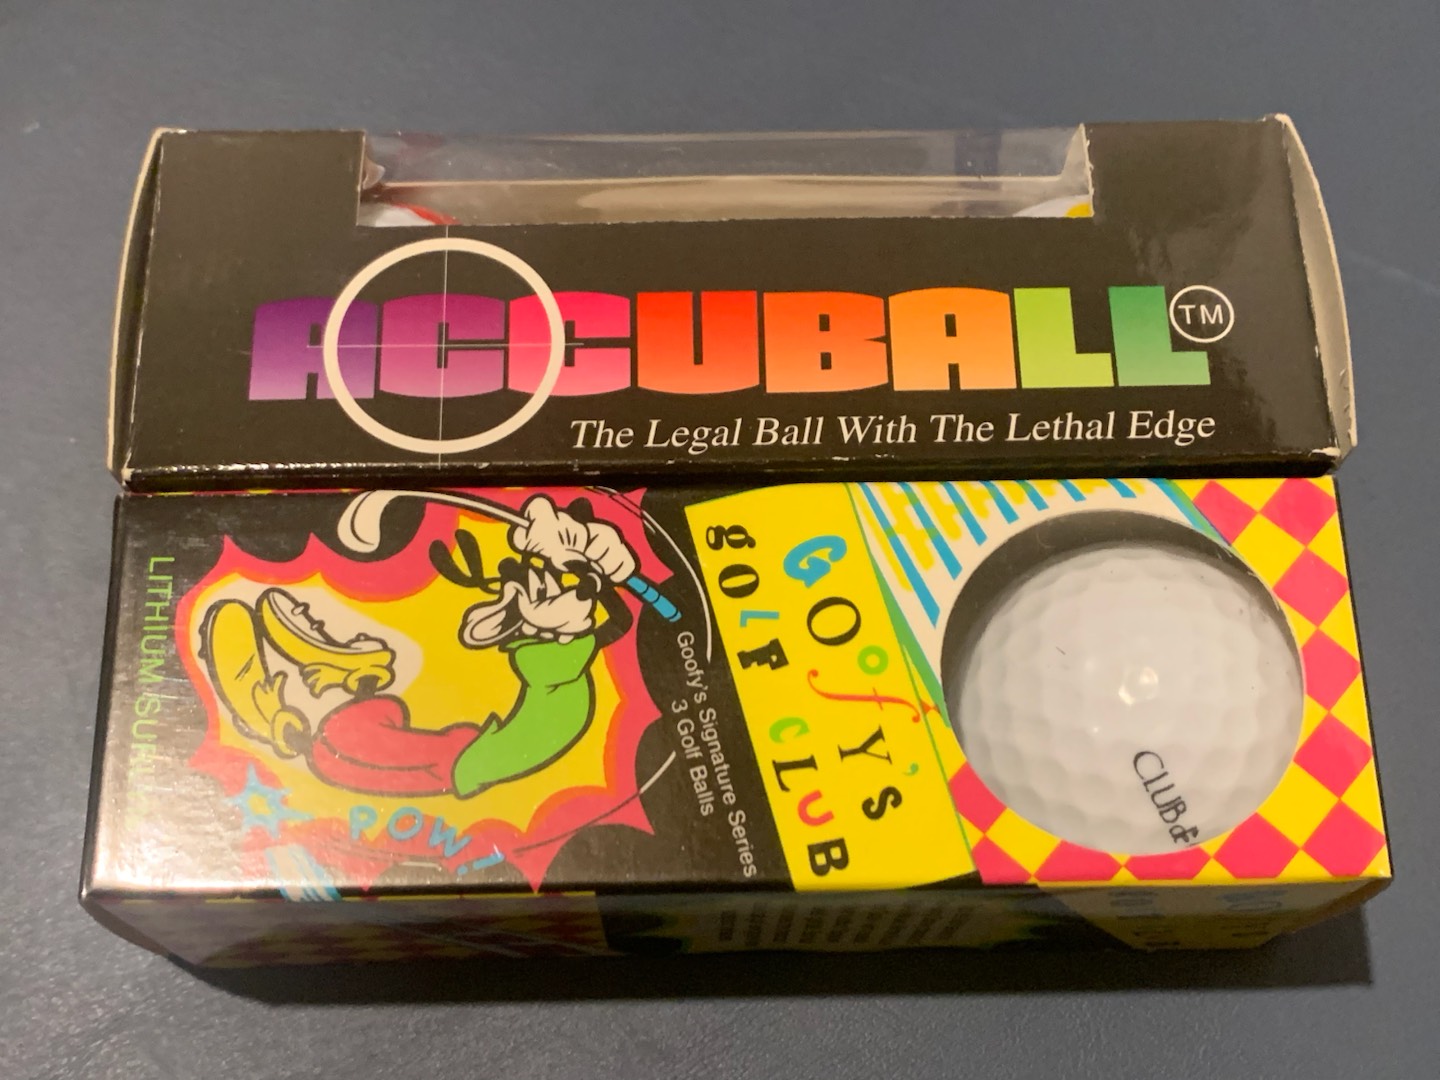 ACCUBALL TM
The Legal Ball With The Lethal Edge
LITHIUM
POW!
Goofy's Signature Series
3 Golf Balls
GOOFY'S
gOLF CLUB
CLUB